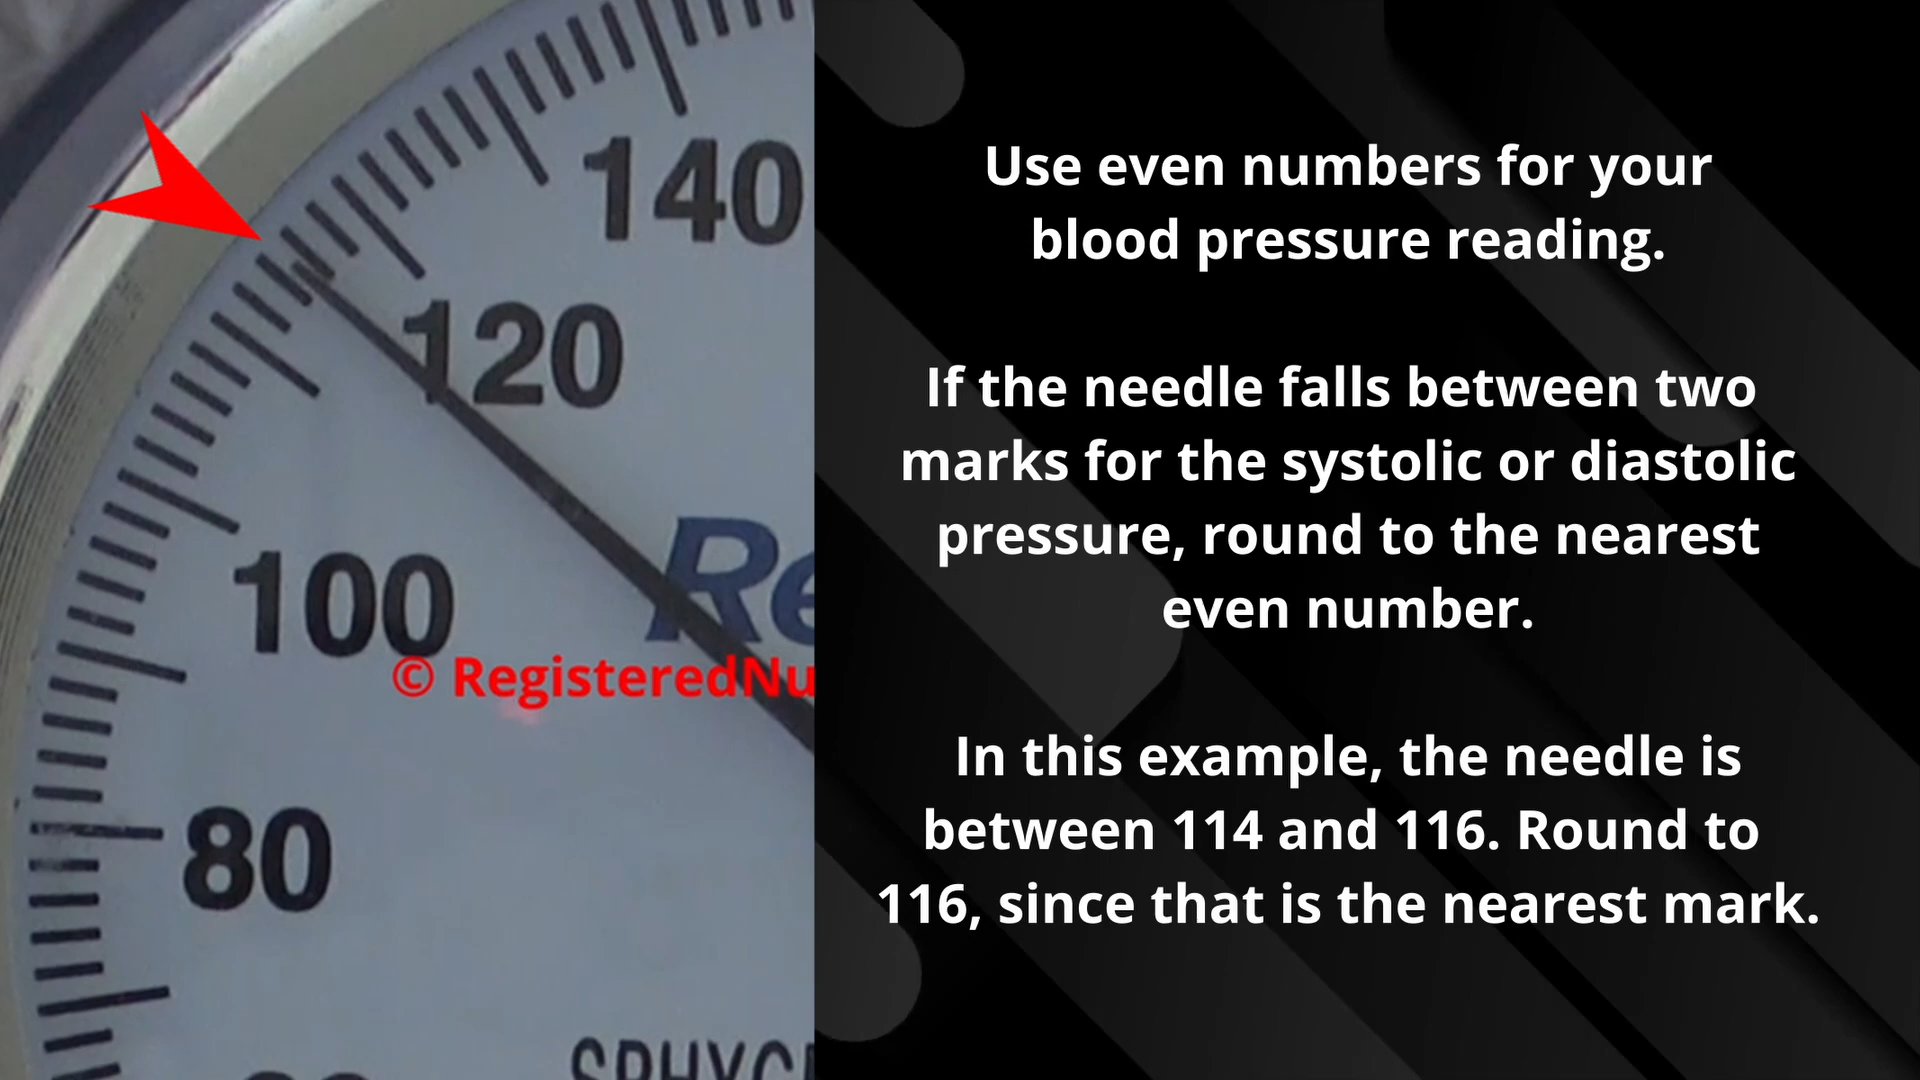 140
120
100
Re
© RegisteredNu
80
Use even numbers for your
blood pressure reading.
If the needle falls between two
marks for the systolic or diastolic
pressure, round to the nearest
even number.
In this example, the needle is
between 114 and 116. Round to
116, since that is the nearest mark.